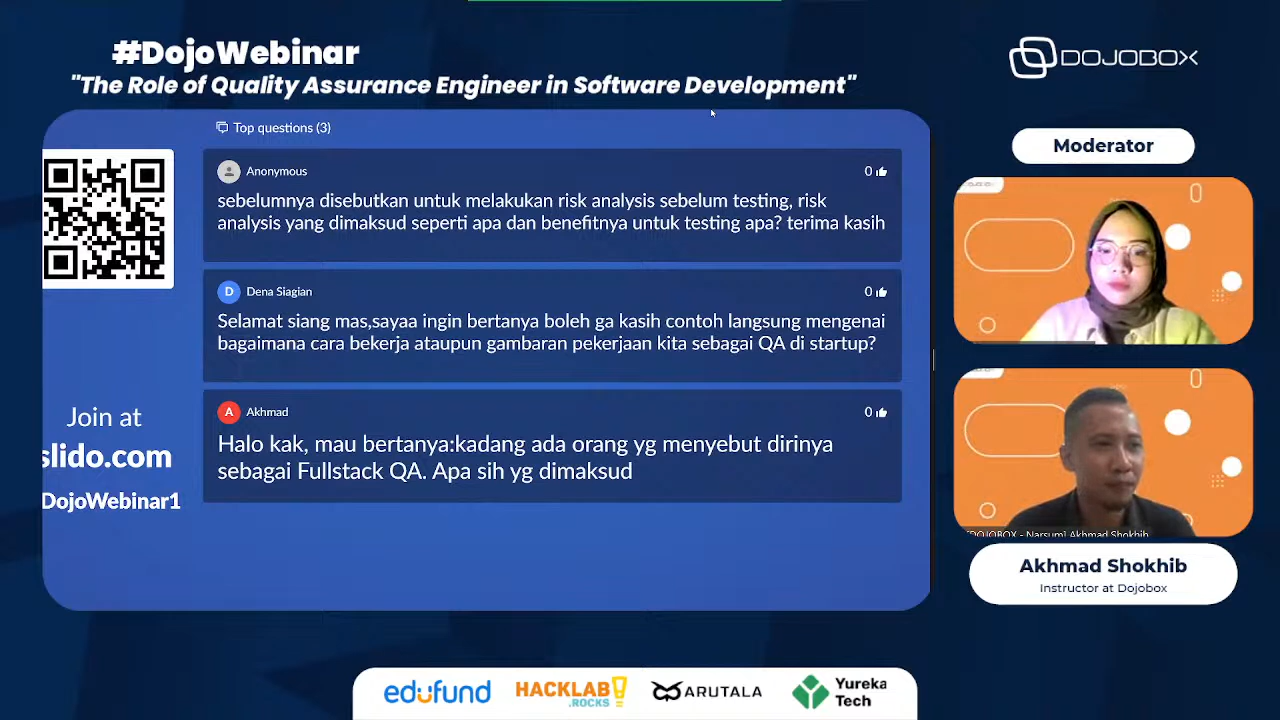 #DojoWebinar
"The Role of Quality Assurance Engineer in Software Development"
DOJOBOX
Top questions (3)
Anonymous
0
sebelumnya disebutkan untuk melakukan risk analysis sebelum testing, risk
analysis yang dimaksud seperti apa dan benefitnya untuk testing apa? terima kasih
D
Dena Siagian
0
Selamat siang mas,sayaa ingin bertanya boleh ga kasih contoh langsung mengenai
bagaimana cara bekerja ataupun gambaran pekerjaan kita sebagai QA di startup?
A
Akhmad
0
Halo kak, mau bertanya:kadang ada orang yg menyebut dirinya
sebagai Fullstack QA. Apa sih yg dimaksud
Join at
slido.com
DojoWebinar1
Moderator
[DOJOBOX - Narsum] Akhmad Shokhib
Akhmad Shokhib
Instructor at Dojobox
edufund
HACKLAB!
.ROCKS
ARUTALA
Yureka
Tech